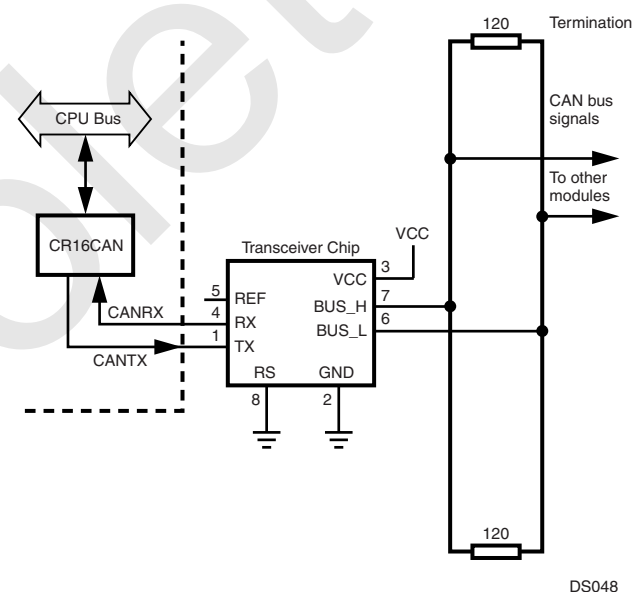 120
Termination
CAN bus
signals
CPU Bus
To other
modules
CR16CAN
Transceiver Chip
VCC
3
VCC
5
REF
7
BUS_H
CANRX
4
RX
6
BUS_L
1
TX
CANTX
RS
GND
8
2
120
DS048